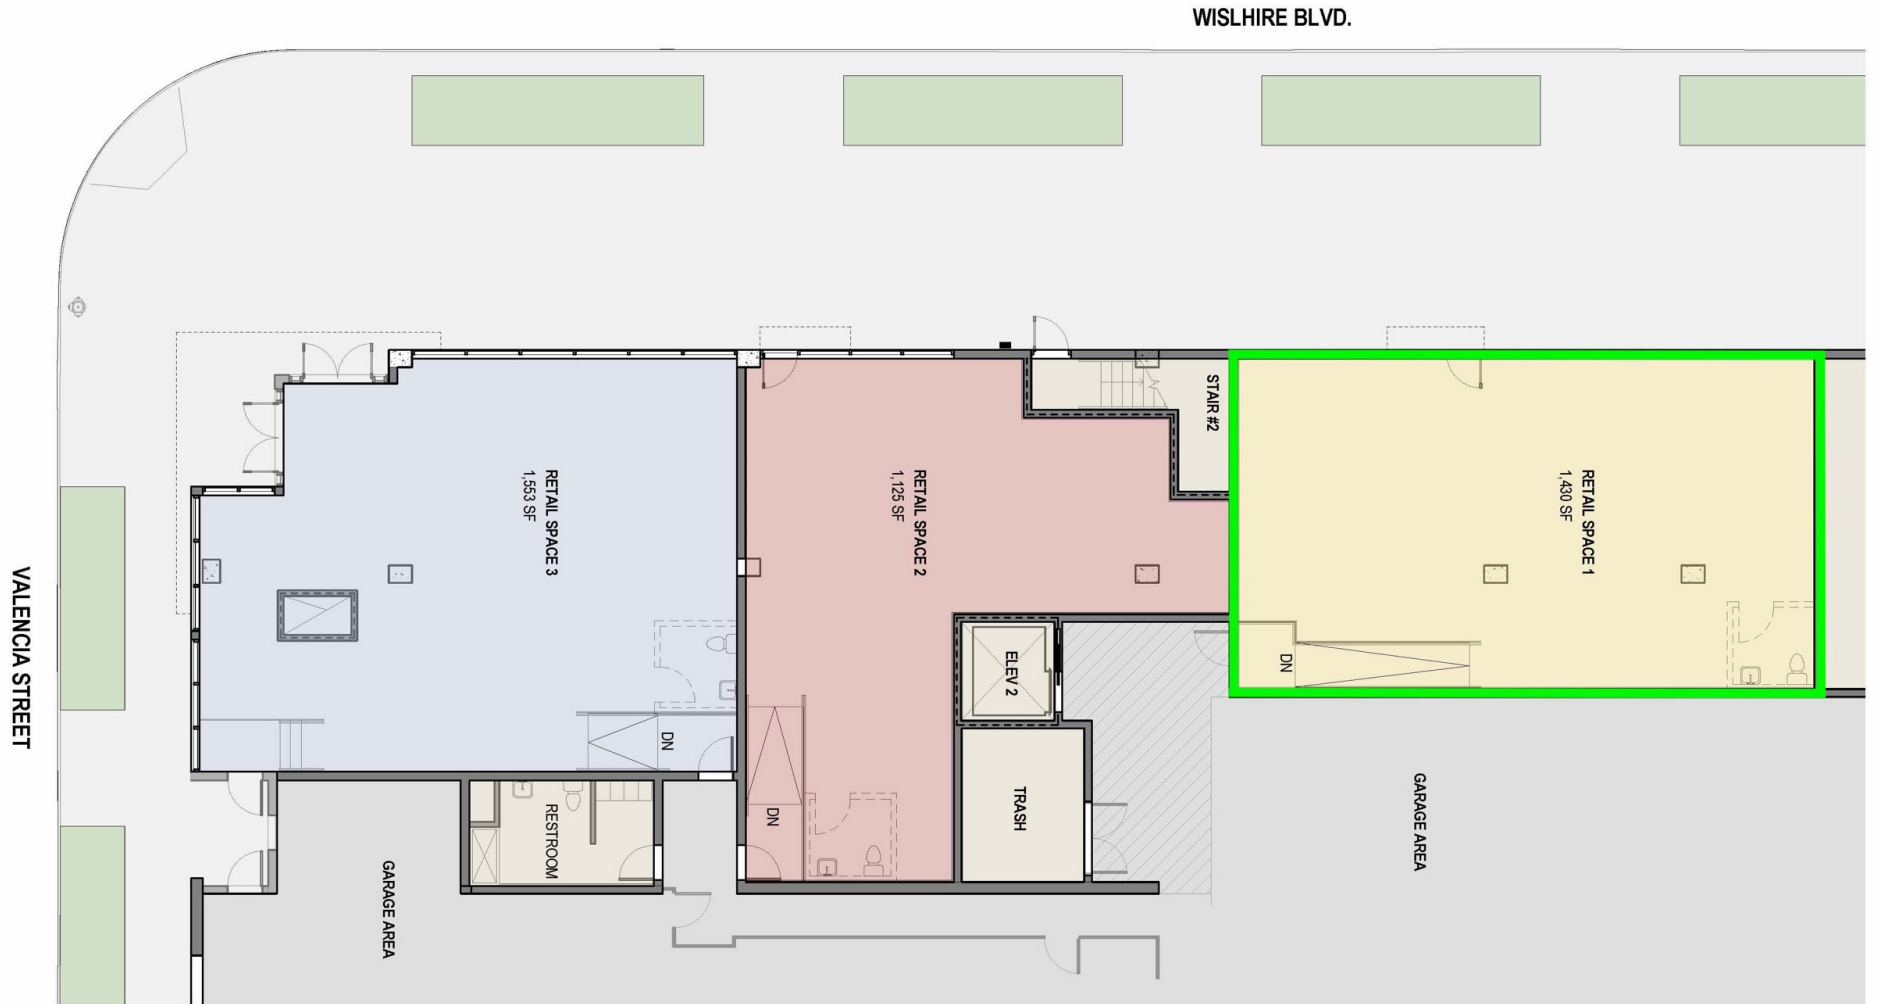 WISLHIRE BLVD.
VALENCIA STREET
RETAIL SPACE 3
1,553 SF
RETAIL SPACE 2
1,125 SF
STAIR #2
RETAIL SPACE 1
1,430 SF
DN
DN
DN
ELEV 2
TRASH
RESTROOM
GARAGE AREA
GARAGE AREA